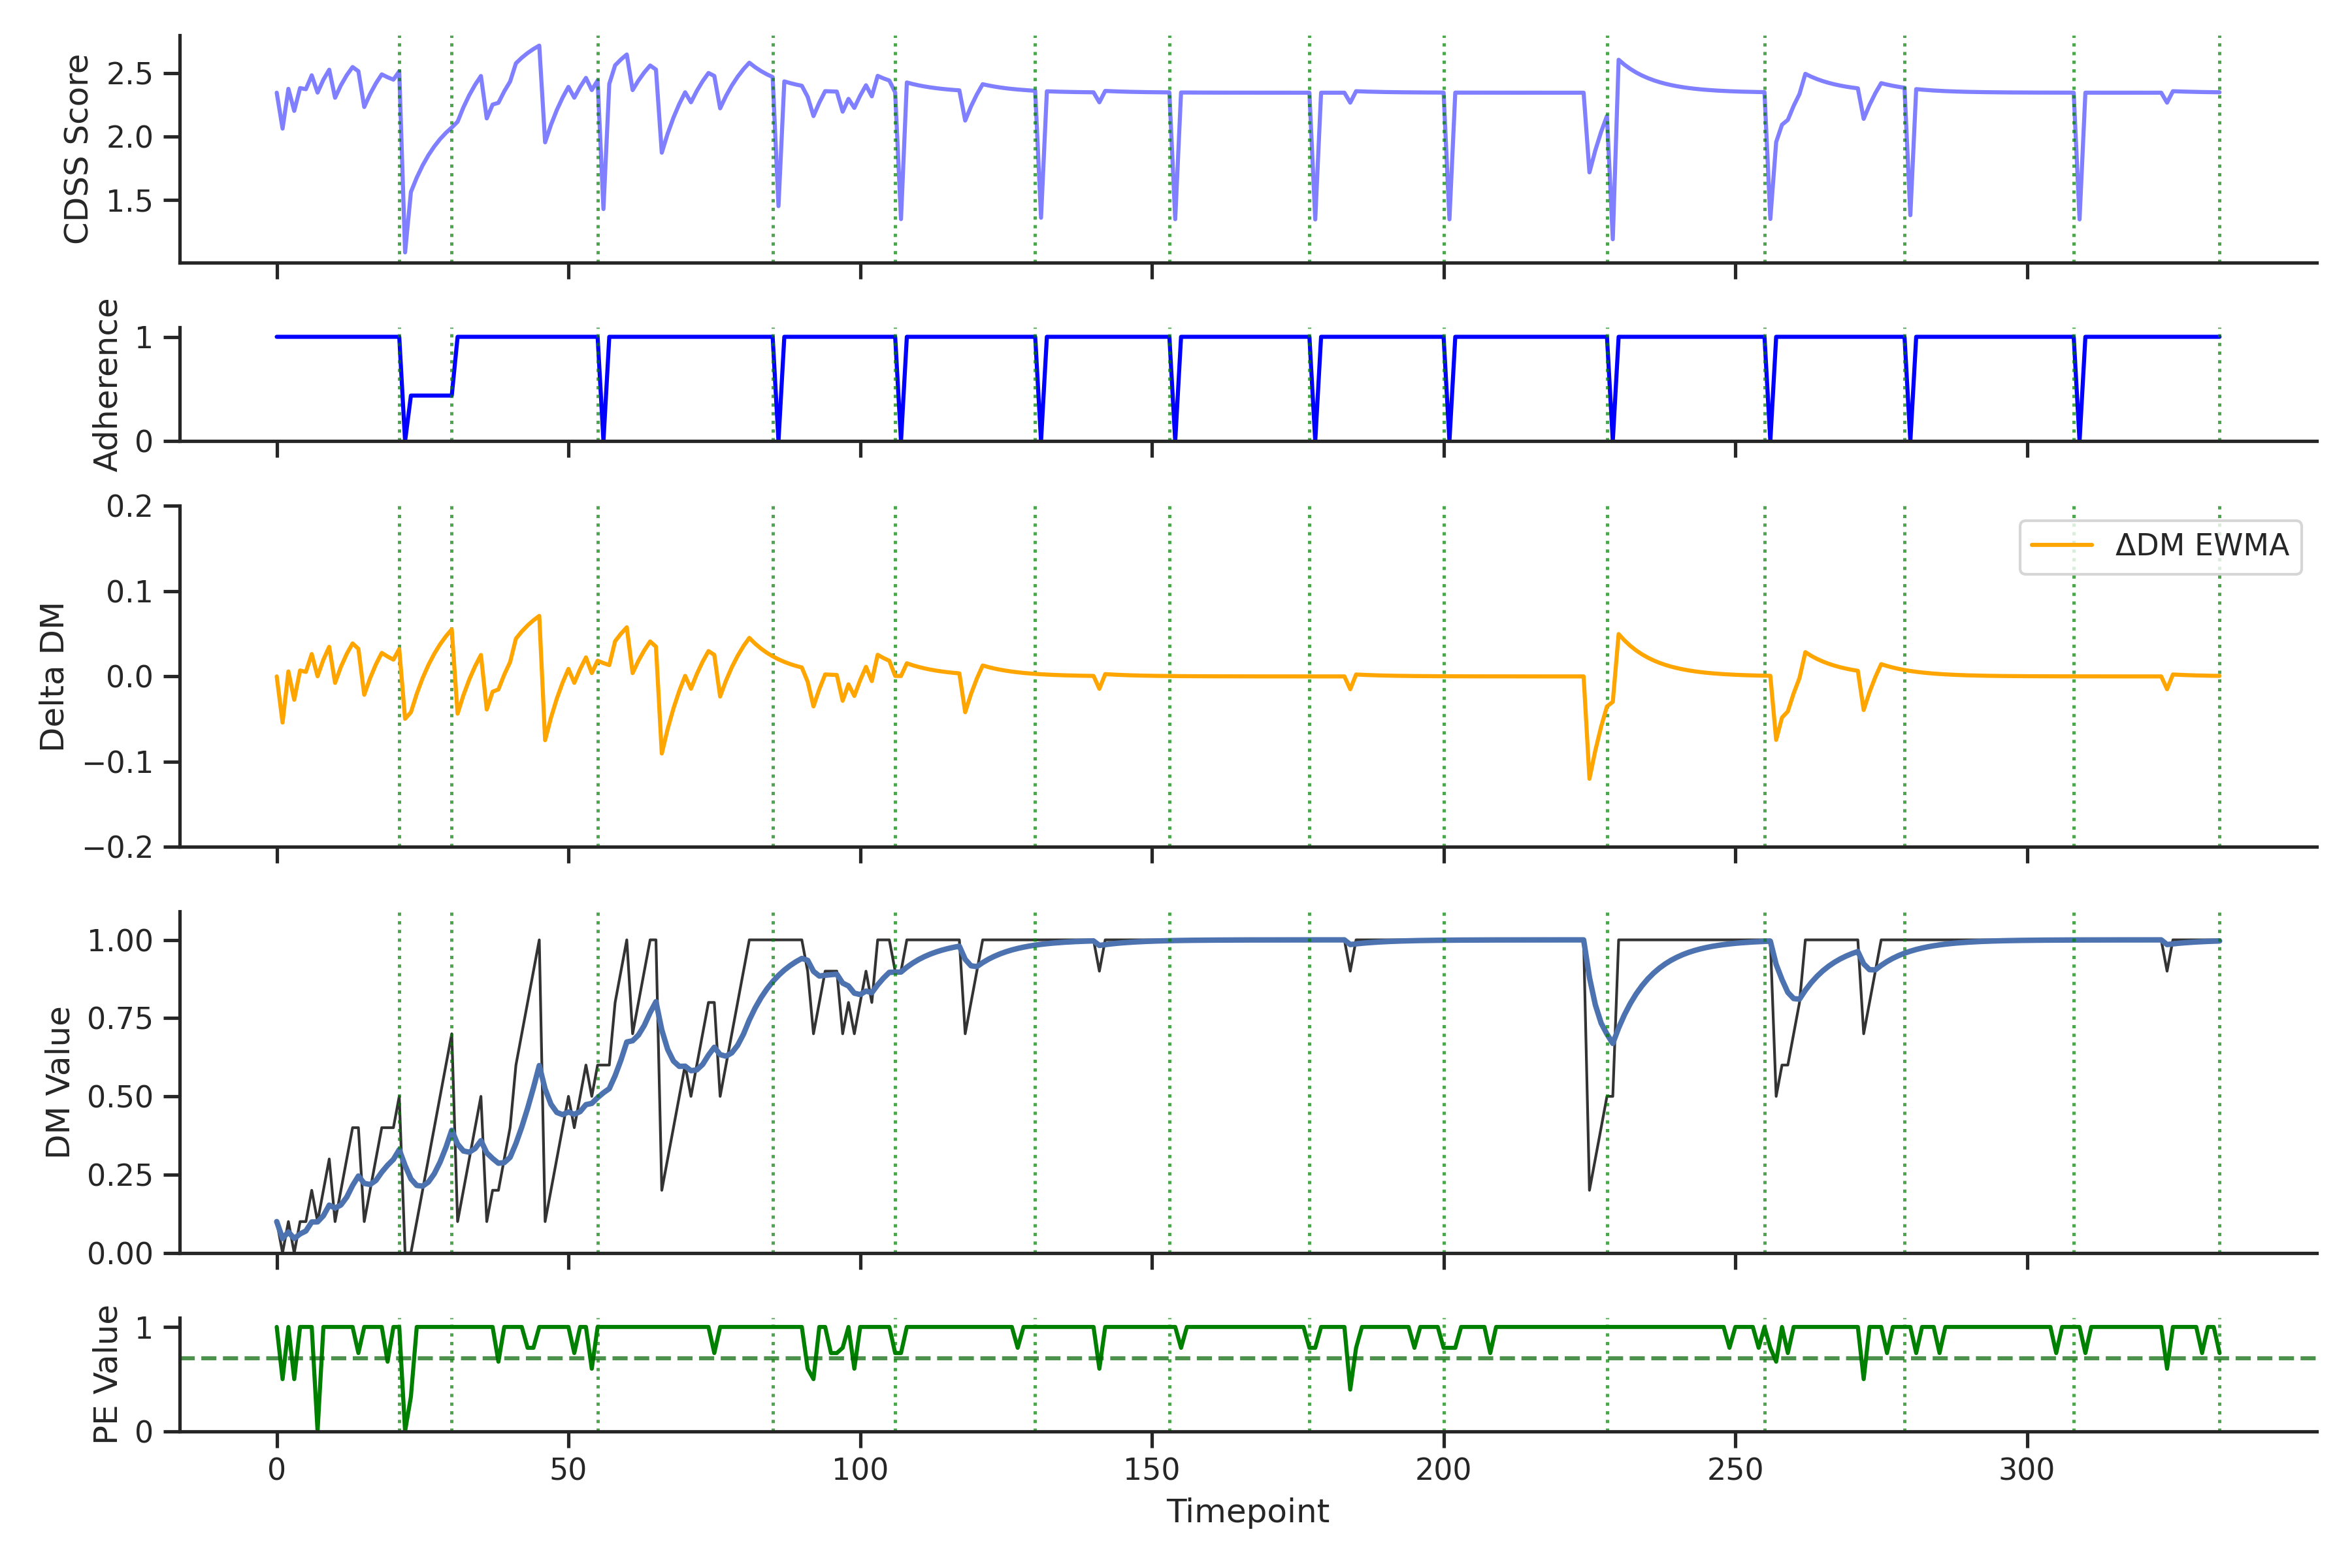 CDSS Score
2.5
2.0
1.5
Adherence
1
0
Delta DM
0.2
0.1
0.0
−0.1
−0.2
ΔDM EWMA
DM Value
1.00
0.75
0.50
0.25
0.00
PE Value
1
0
0 50 100 150 200 250 300
Timepoint